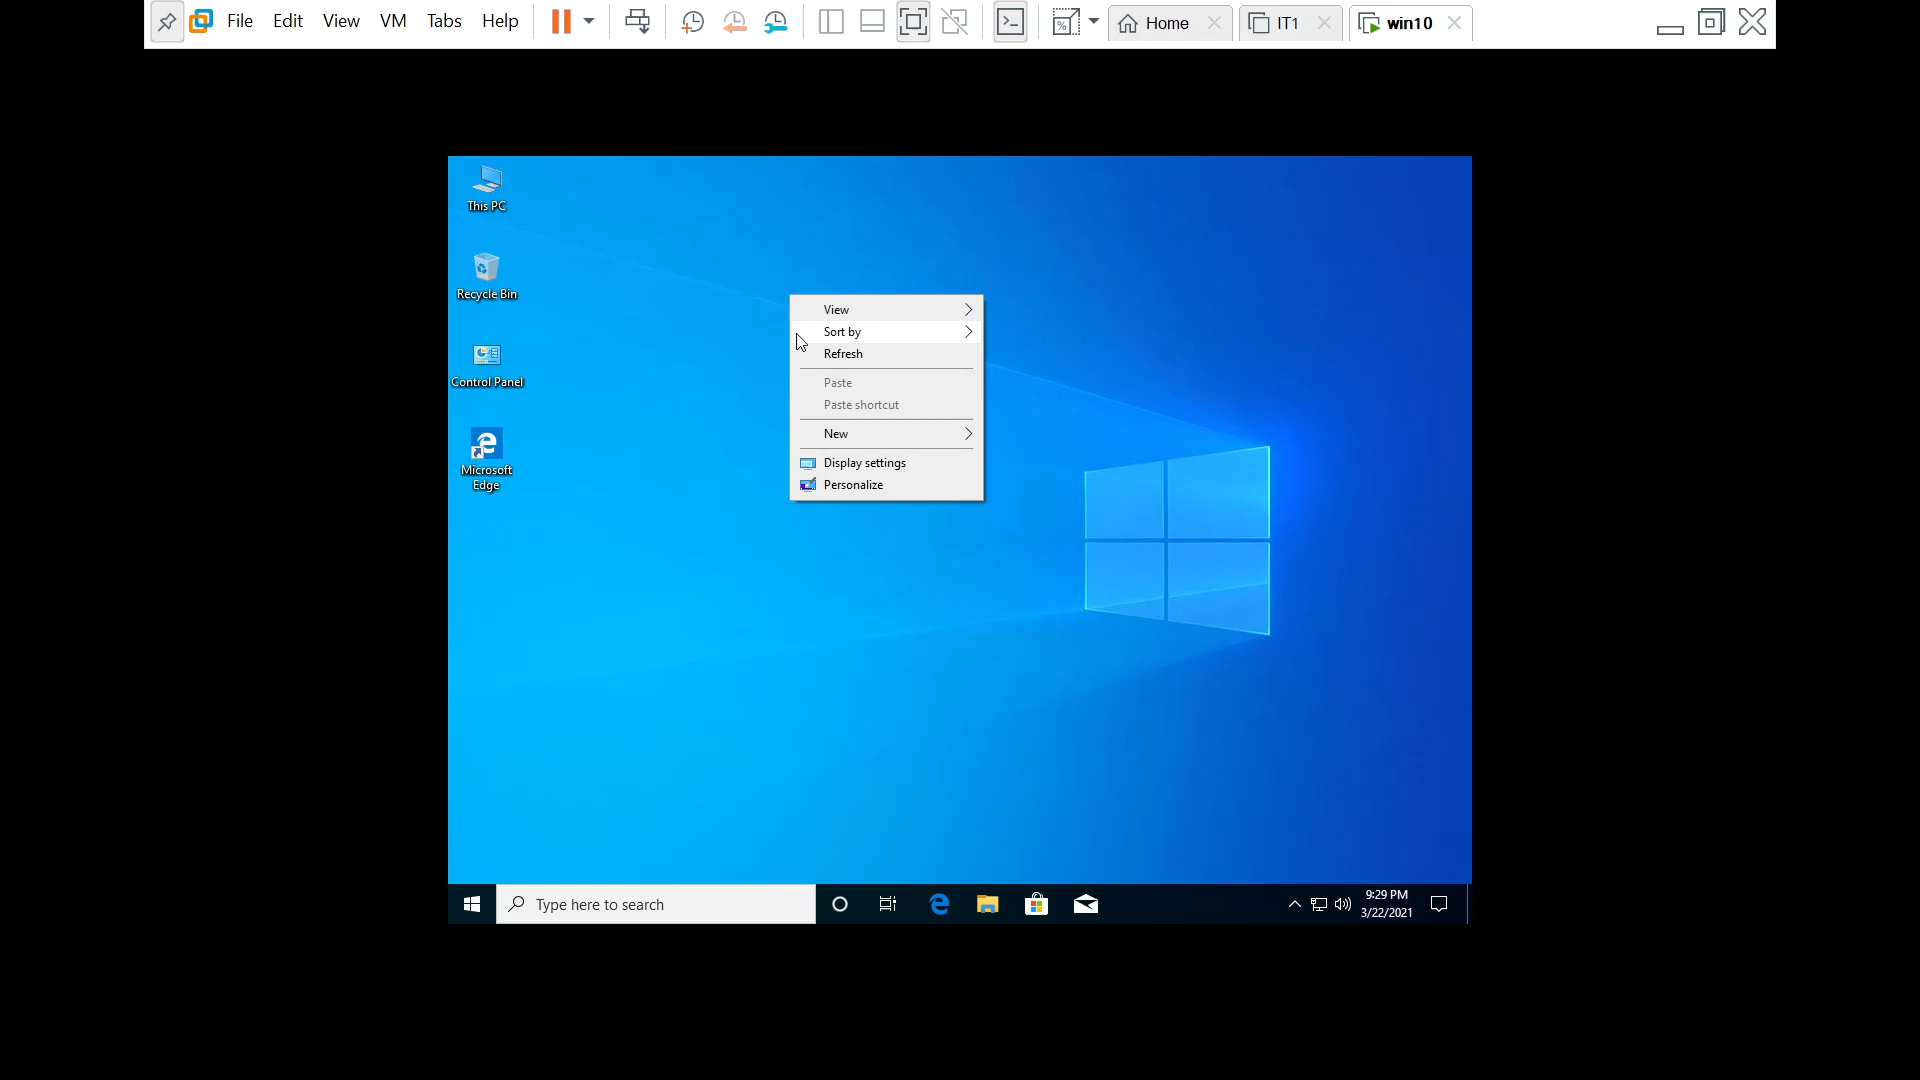 File Edit View VM Tabs Help Home IT1 win10
This PC
Recycle Bin
Control Panel
Microsoft
Edge
View
Sort by
Refresh
Paste
Paste shortcut
New
Display settings
Personalize
Type here to search
9:29 PM
3/22/2021